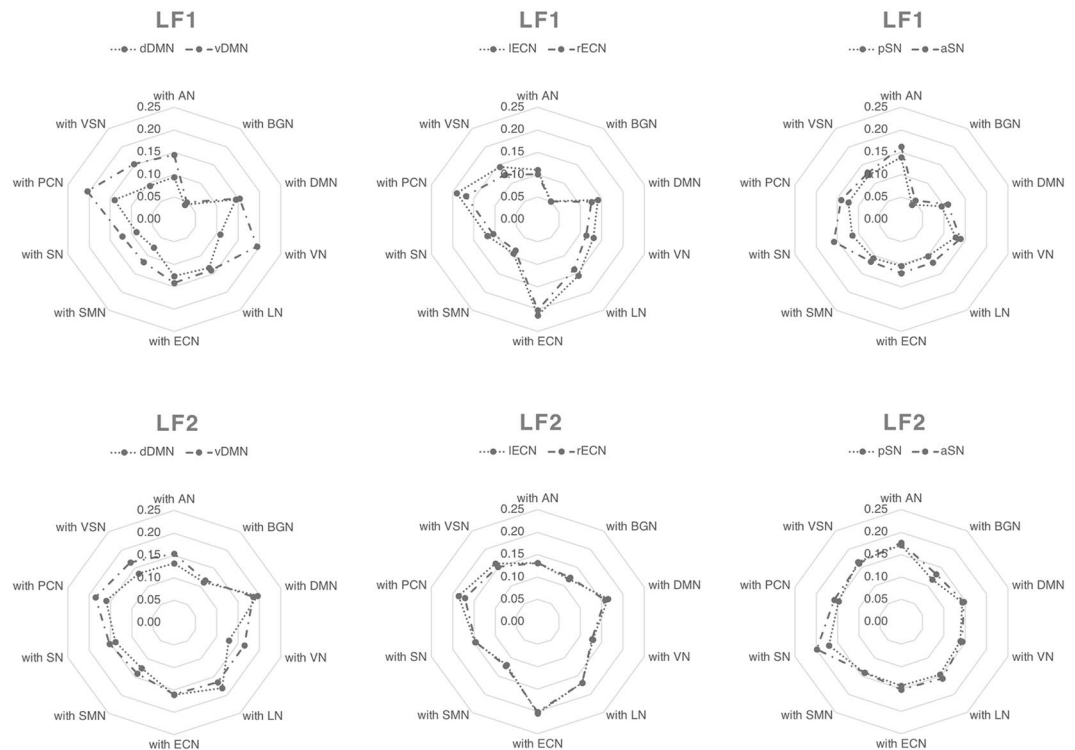 LF1
dDMN vDMN
with AN
0.25
0.20
0.15
0.10
0.05
0.00
with BGN
with DMN
with VN
with LN
with ECN
with SMN
with SN
with PCN
with VSN
LF1
lECN rECN
with AN
0.25
0.20
0.15
0.10
0.05
0.00
with BGN
with DMN
with VN
with LN
with ECN
with SMN
with SN
with PCN
with VSN
LF1
pSN aSN
with AN
0.25
0.20
0.15
0.10
0.05
0.00
with BGN
with DMN
with VN
with LN
with ECN
with SMN
with SN
with PCN
with VSN
LF2
dDMN vDMN
with AN
0.25
0.20
0.15
0.10
0.05
0.00
with BGN
with DMN
with VN
with LN
with ECN
with SMN
with SN
with PCN
with VSN
LF2
lECN rECN
with AN
0.25
0.20
0.15
0.10
0.05
0.00
with BGN
with DMN
with VN
with LN
with ECN
with SMN
with SN
with PCN
with VSN
LF2
pSN aSN
with AN
0.25
0.20
0.15
0.10
0.05
0.00
with BGN
with DMN
with VN
with LN
with ECN
with SMN
with SN
with PCN
with VSN